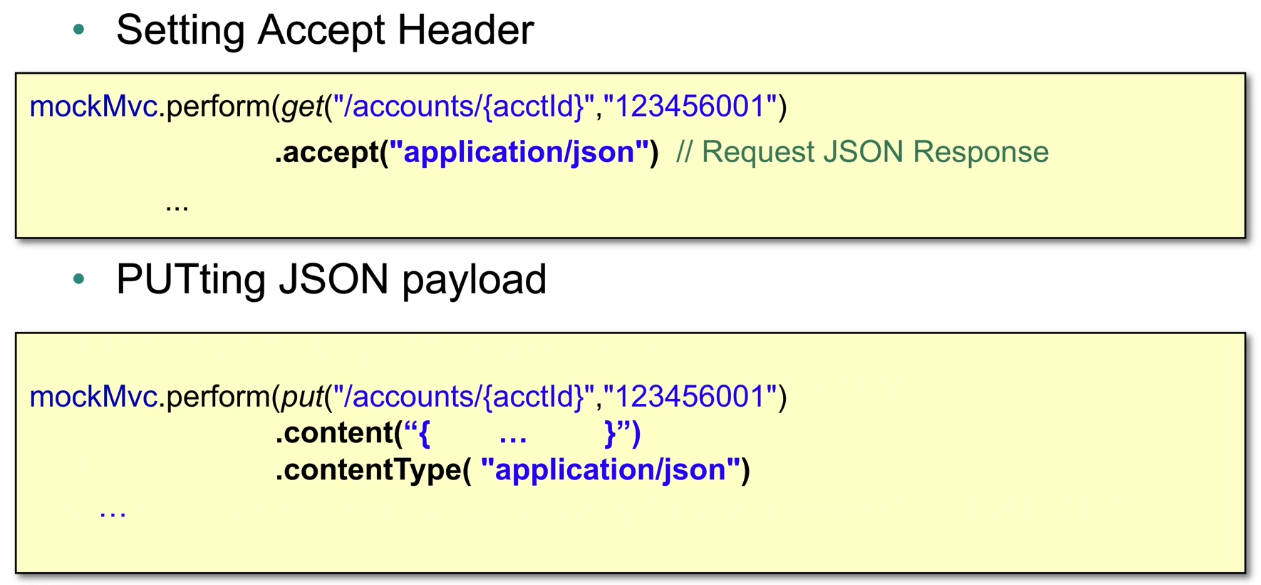 • Setting Accept Header
mockMvc.perform(get("/accounts/{acctId}","123456001")
.accept("application/json") // Request JSON Response
...
• PUTting JSON payload
mockMvc.perform(put("/accounts/{acctId}","123456001")
.content(“{ … }”)
.contentType( "application/json")
…